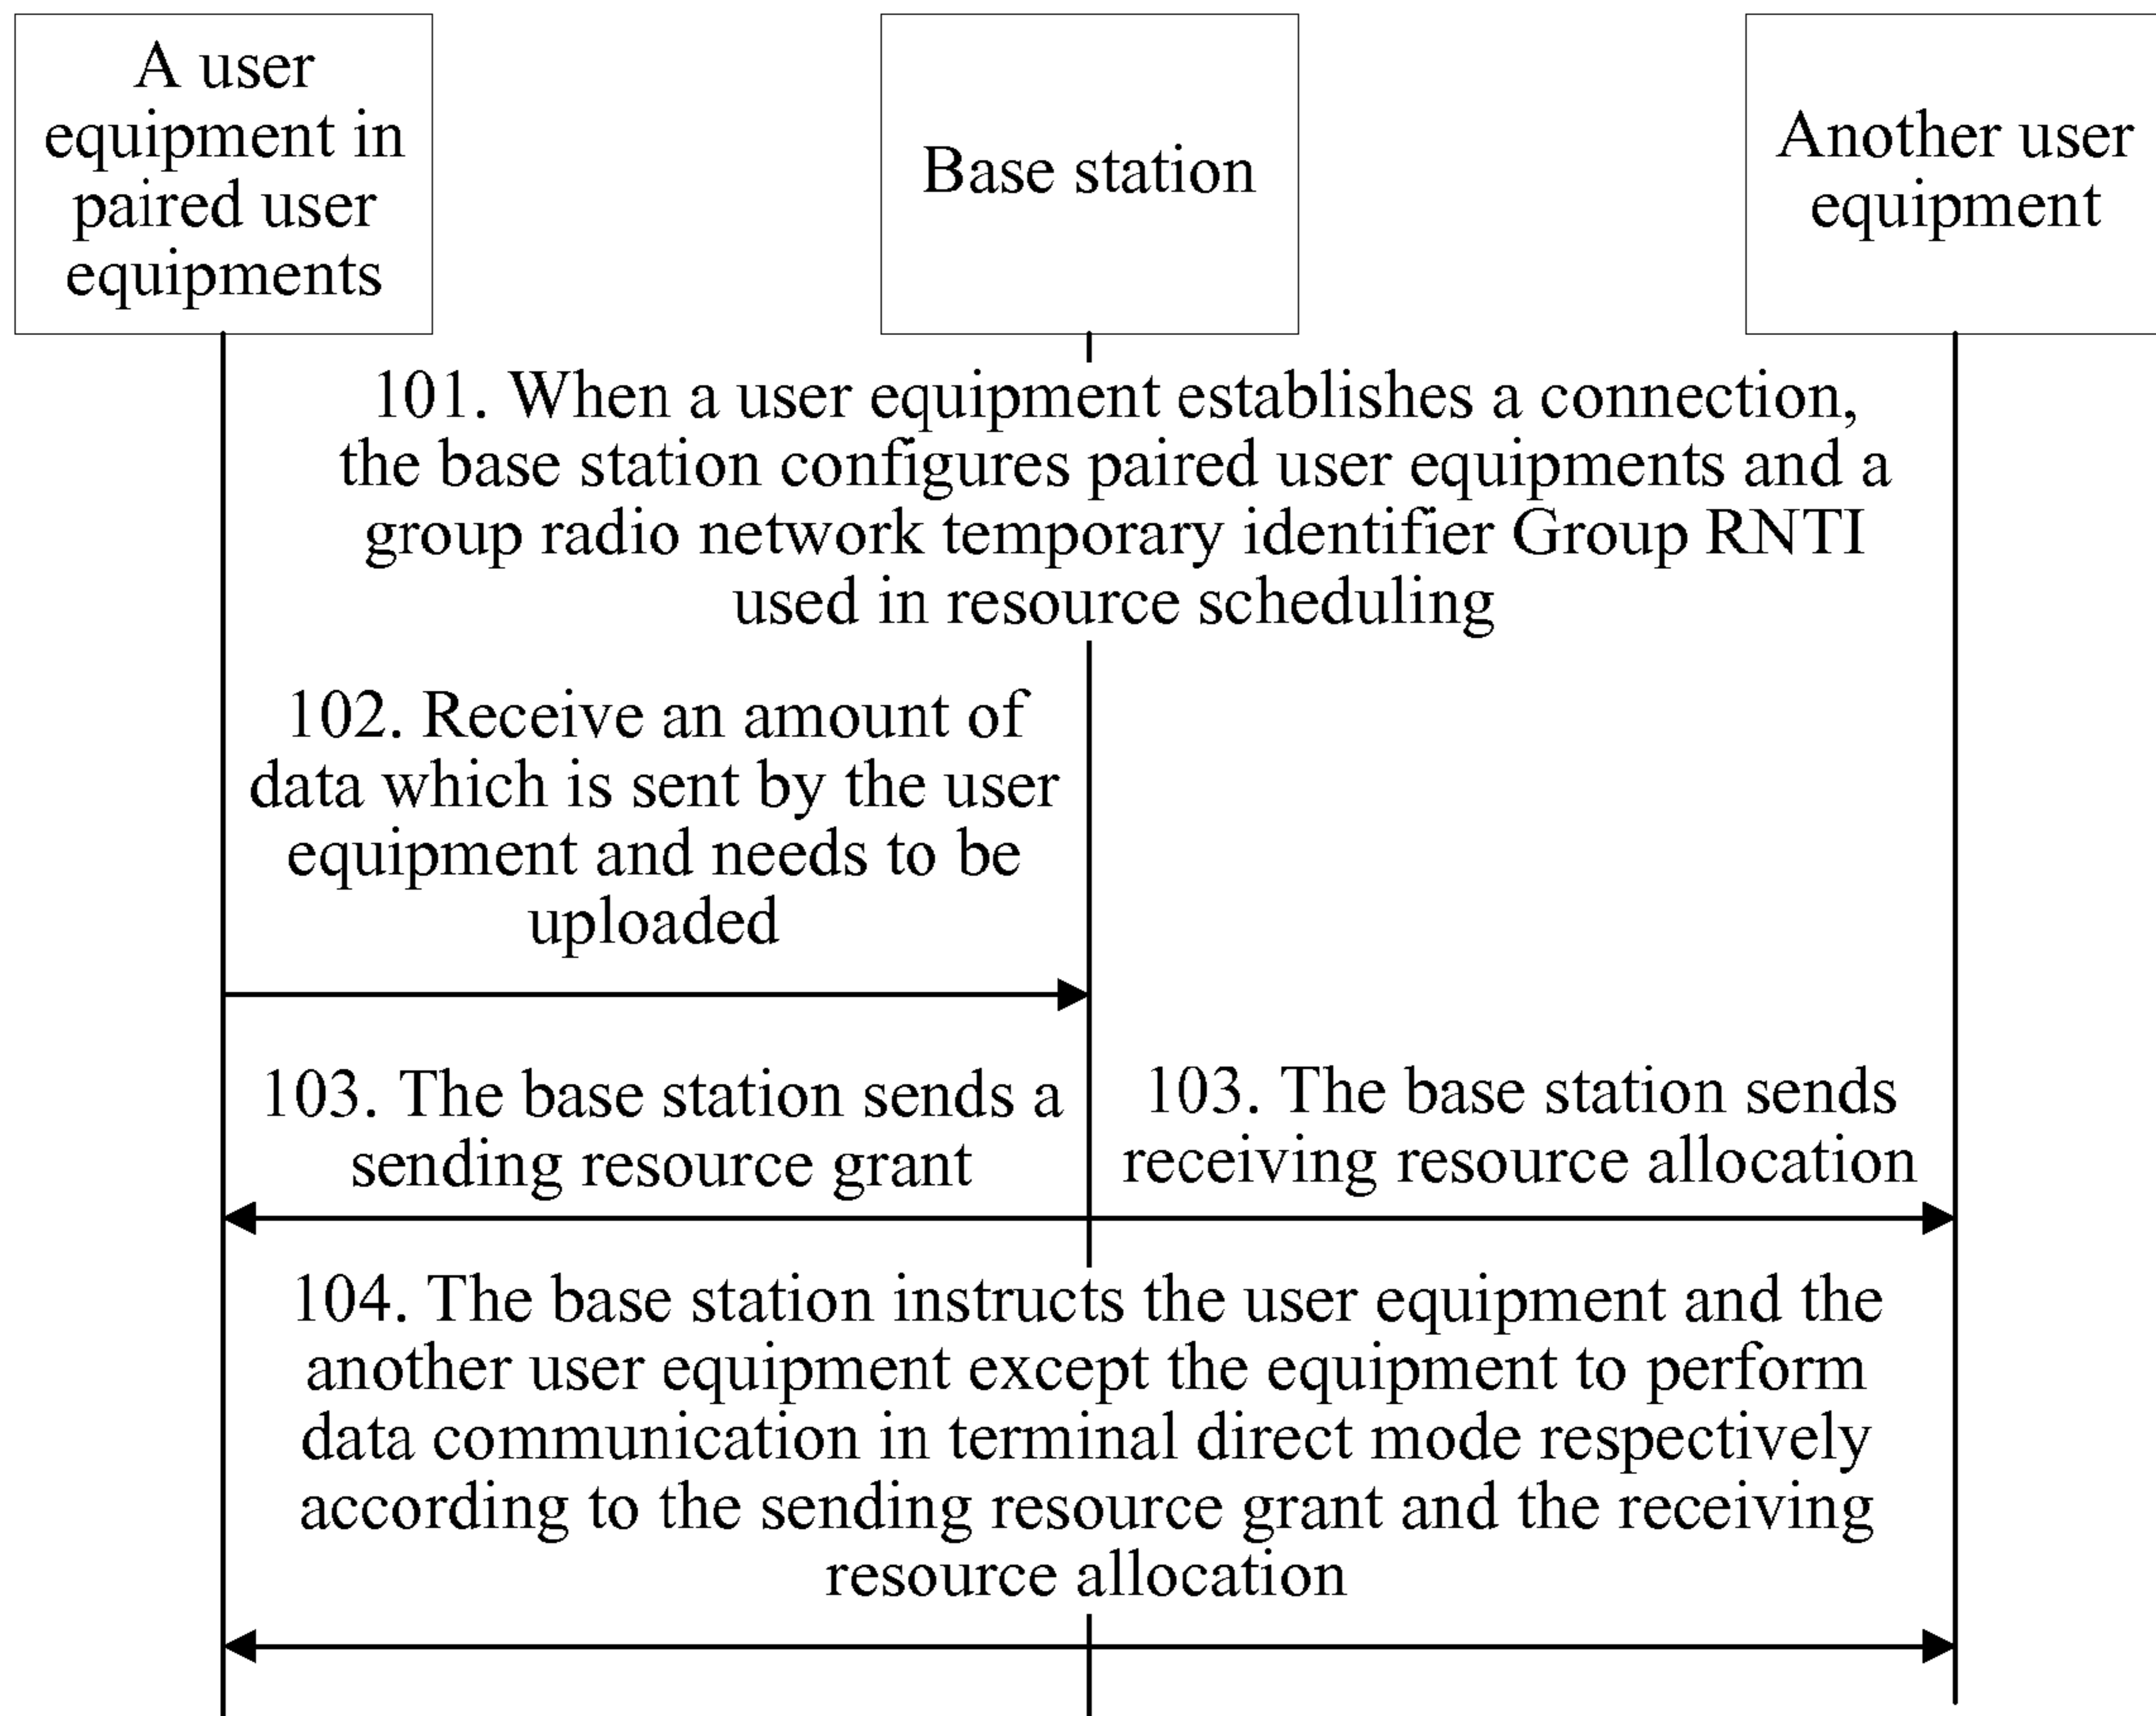 A user
equipment in
paired user
equipments
Base station
Another user
equipment
101. When a user equipment establishes a connection,
the base station configures paired user equipments and a
group radio network temporary identifier Group RNTI
used in resource scheduling
102. Receive an amount of
data which is sent by the user
equipment and needs to be
uploaded
103. The base station sends a
sending resource grant
103. The base station sends
receiving resource allocation
104. The base station instructs the user equipment and the
another user equipment except the equipment to perform
data communication in terminal direct mode respectively
according to the sending resource grant and the receiving
resource allocation